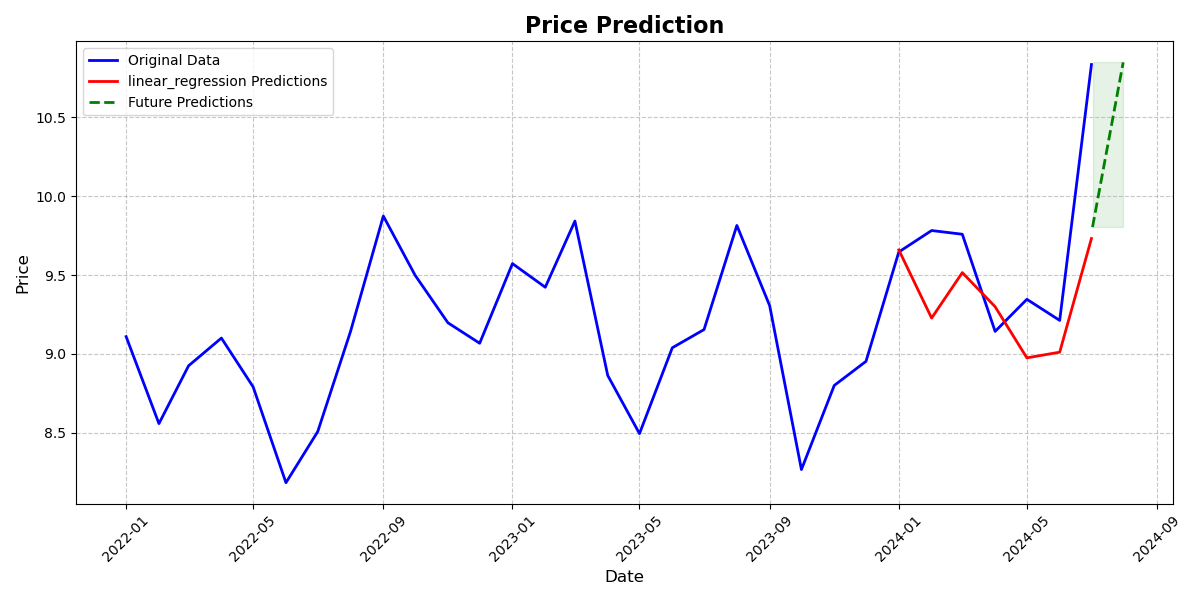 Price Prediction
Original Data
linear_regression Predictions
Future Predictions
Price
10.5
10.0
9.5
9.0
8.5
2022-01
2022-05
2022-09
2023-01
2023-05
2023-09
2024-01
2024-05
2024-09
Date